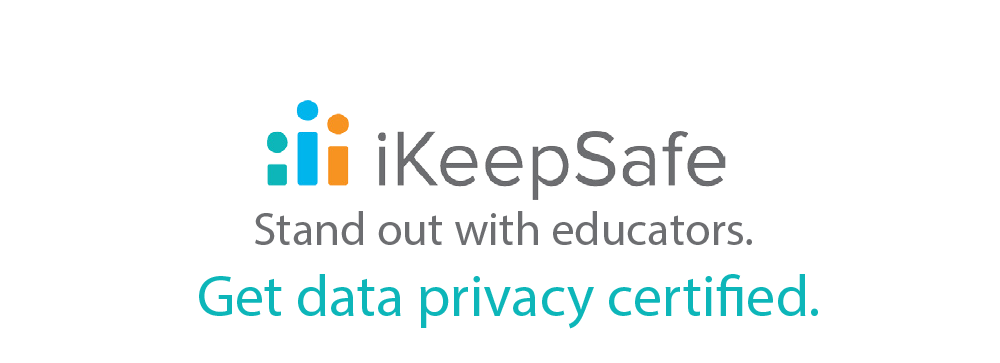 iKeepSafe
Stand out with educators.
Get data privacy certified.